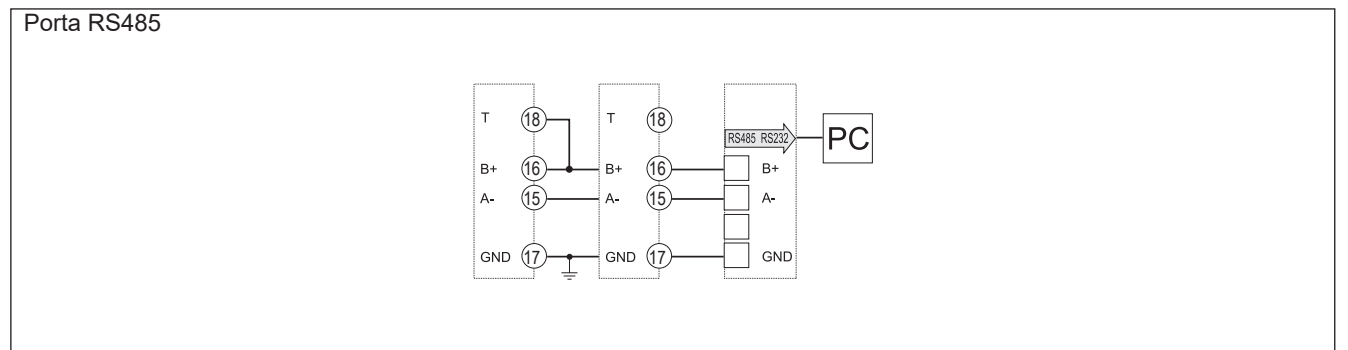 Porta RS485
T 18 T 18
RS485 RS232 PC
B+ 16 B+ 16 B+
A- 15 A- 15 A-
GND 17 GND 17 GND